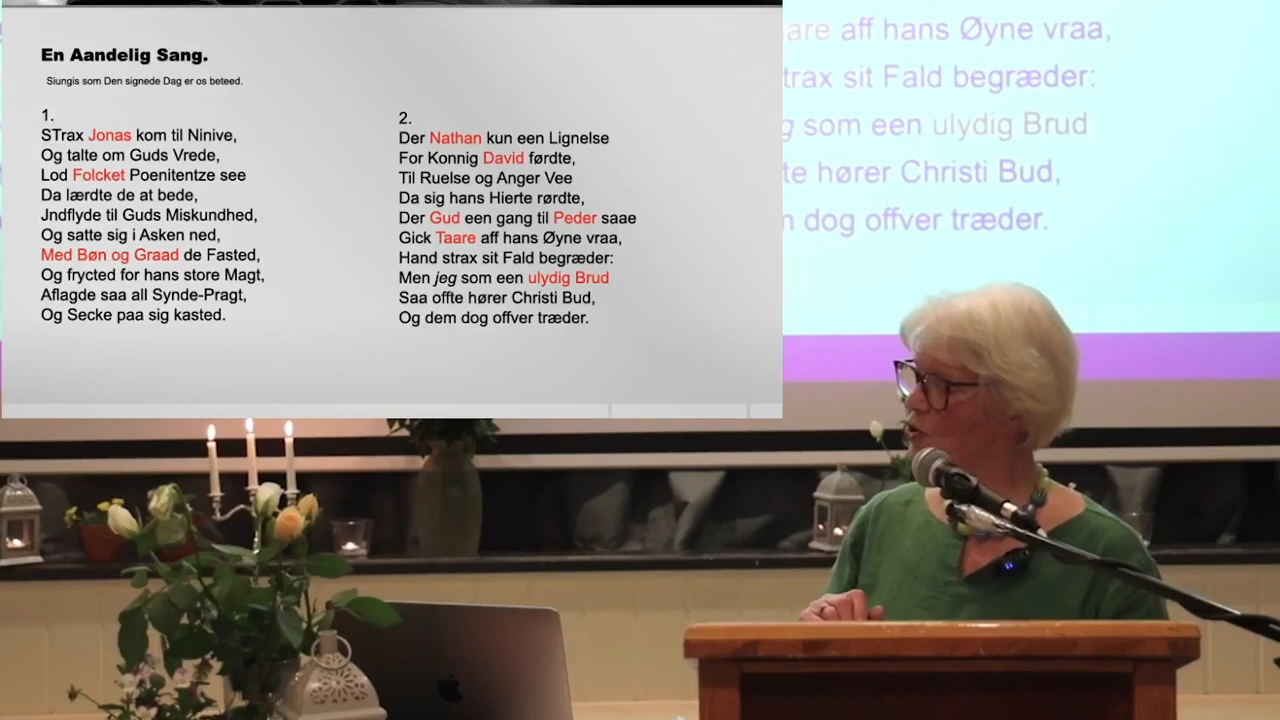 En Aandelig Sang.
Siungis som Den signede Dag er os beteed.
1.
STrax Jonas kom til Ninive,
Og talte om Guds Vrede,
Lod Folcket Poenitentze see
Da lærdte de at bede,
Jndflyde til Guds Miskundhed,
Og satte sig i Asken ned,
Med Bøn og Graad de Fasted,
Og frycted for hans store Magt,
Aflagde saa all Synde-Pragt,
Og Secke paa sig kasted.
2.
Der Nathan kun een Lignelse
For Konnig David førdte,
Til Ruelse og Anger Vee
Da sig hans Hierte rørdte,
Der Gud een gang til Peder saae
Gick Taare aff hans Øyne vraa,
Hand strax sit Fald begræder:
Men jeg som een ulydig Brud
Saa offte hører Christi Bud,
Og dem dog offver træder.
are aff hans Øyne vraa,
strax sit Fald begræder:
g som een ulydig Brud
te hører Christi Bud,
m dog offver træder.